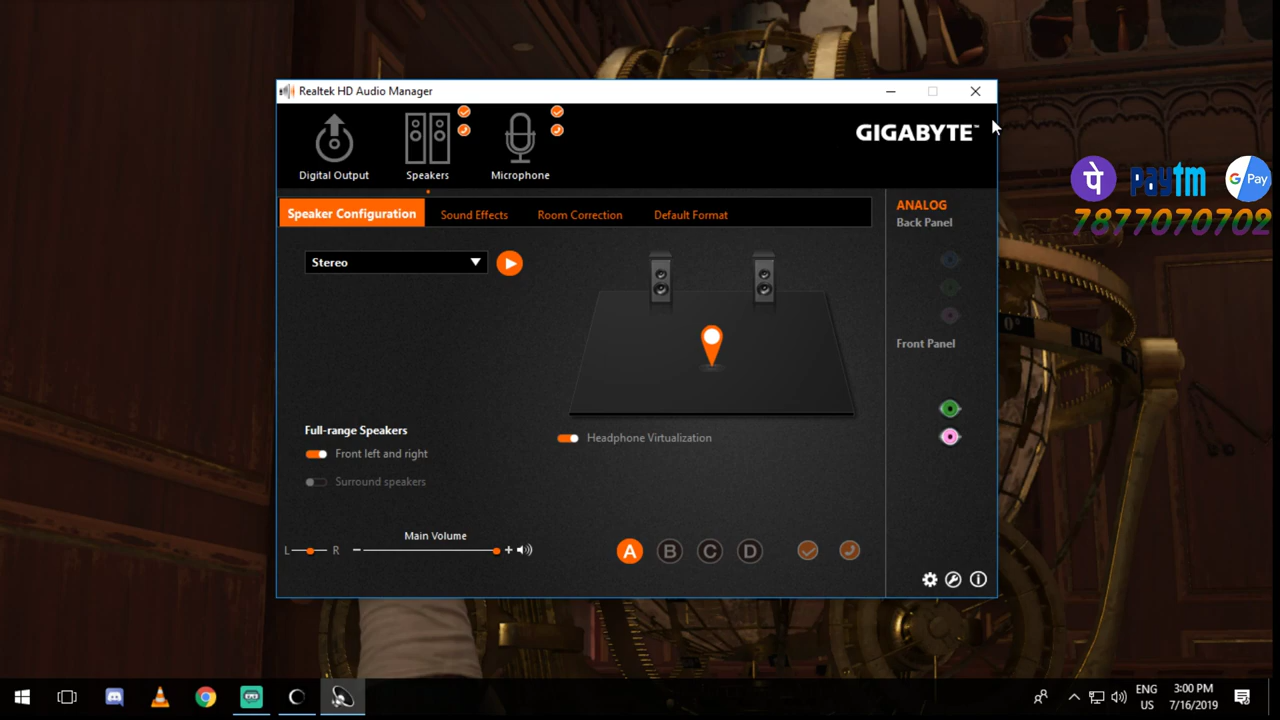 Realtek HD Audio Manager
Digital Output
Speakers
Microphone
GIGABYTE™
Speaker Configuration
Sound Effects
Room Correction
Default Format
ANALOG
Back Panel
Stereo
Front Panel
Full-range Speakers
Front left and right
Surround speakers
Headphone Virtualization
Main Volume
L R
A B C D
पे paytm G Pay
7877070702
ENG
US
3:00 PM
7/16/2019